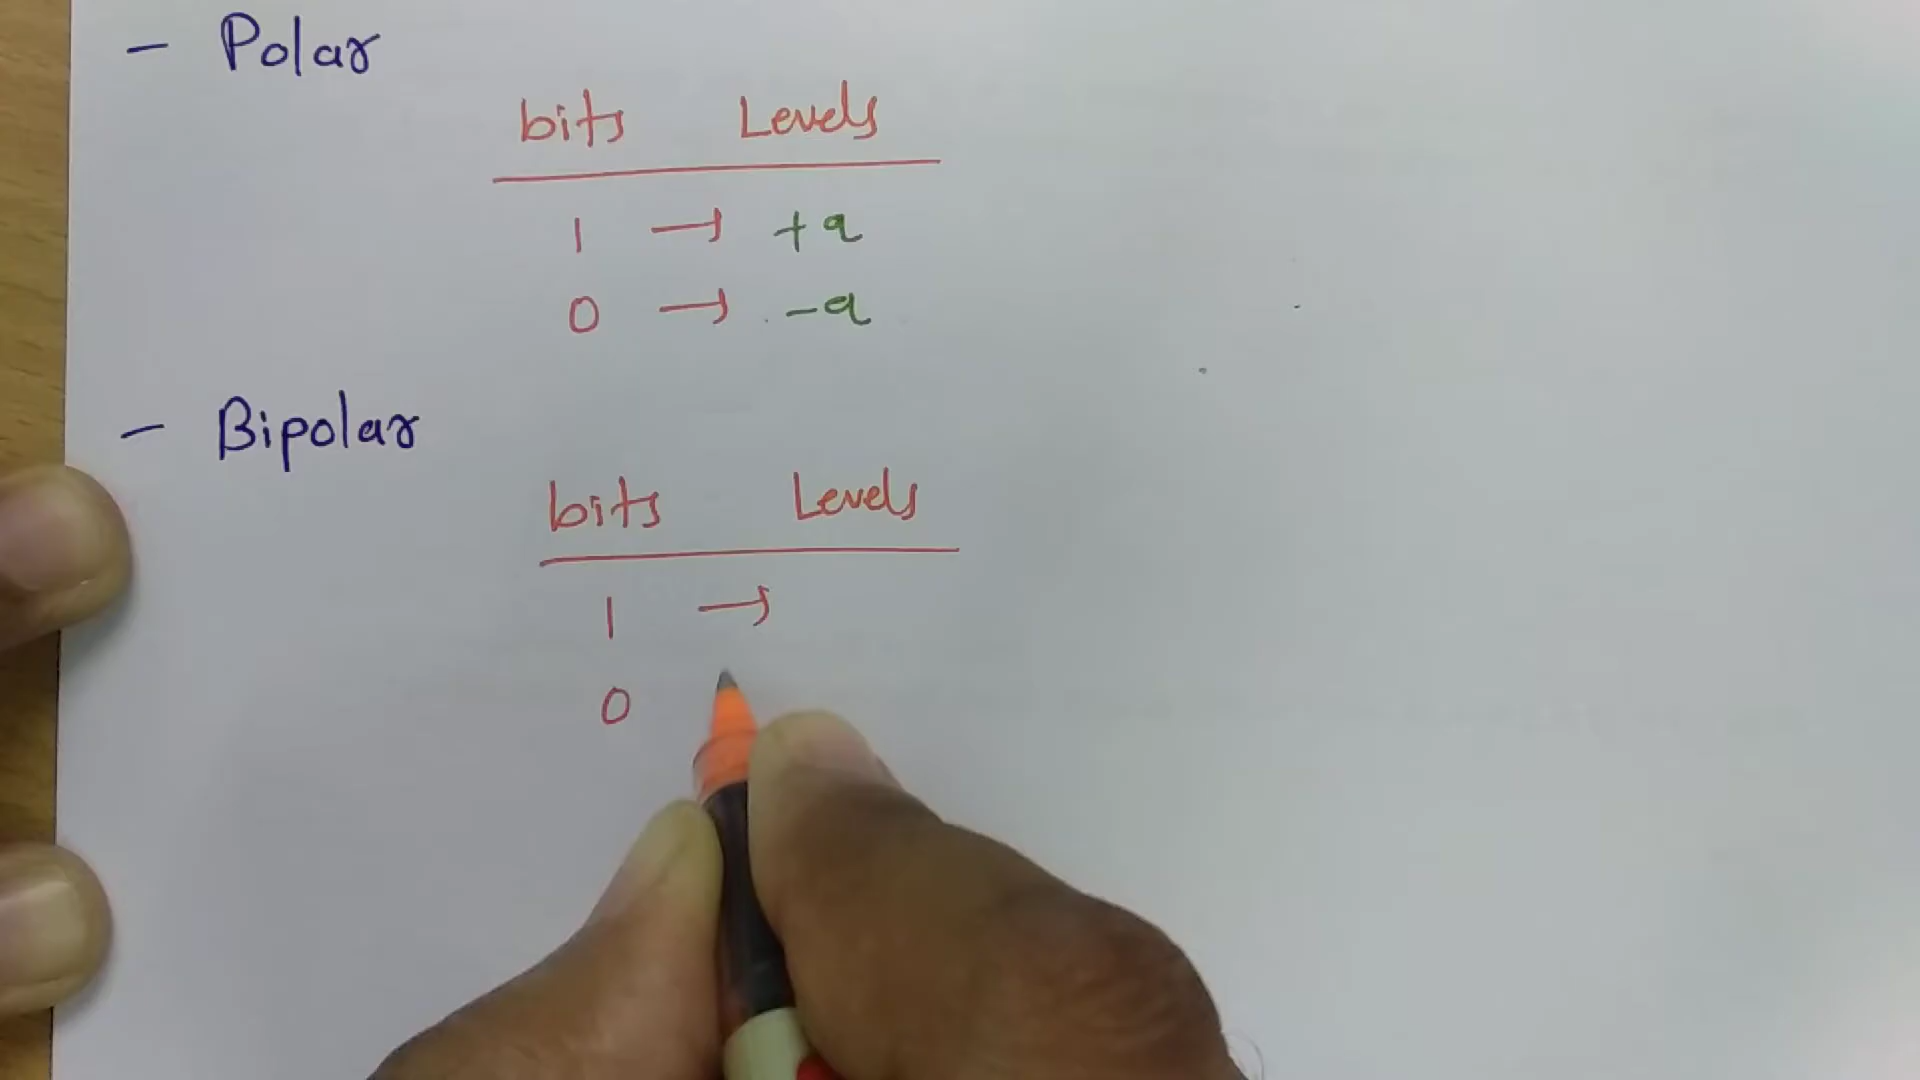 - Polar
bits Levels
1 → +a
0 → -a
- Bipolar
bits Levels
1 →
0